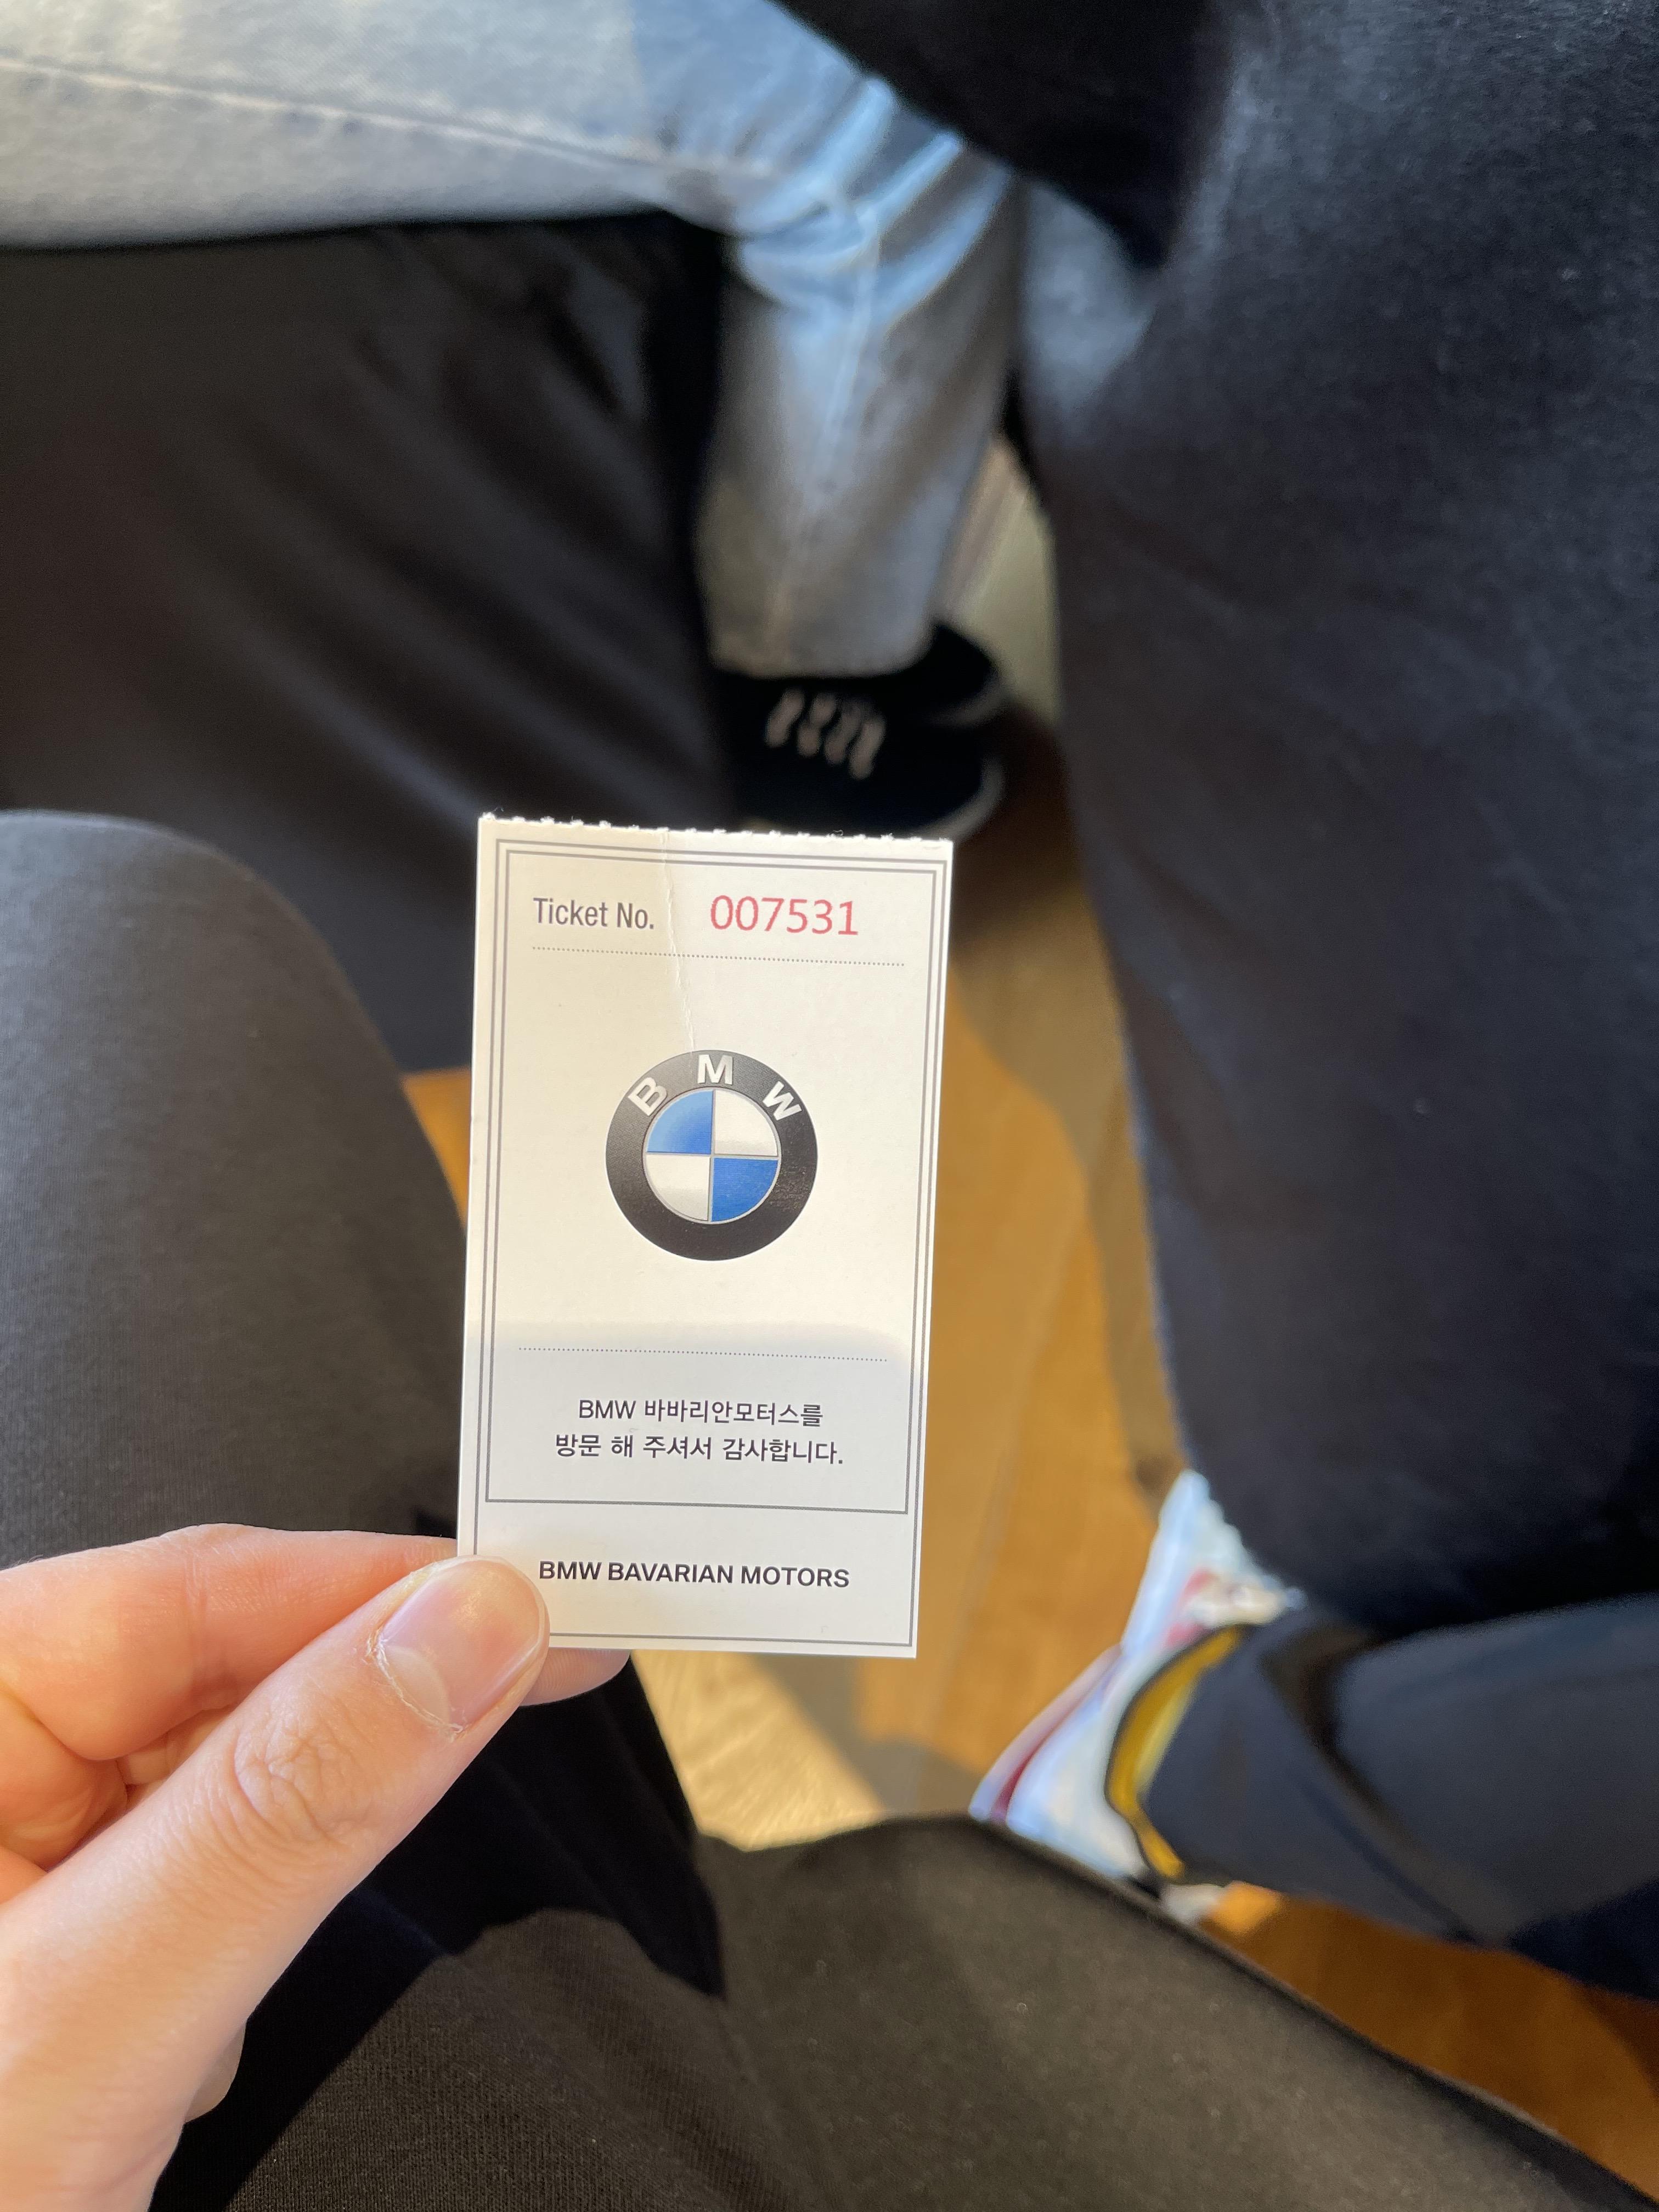 Ticket No. 007531
BMW
BMW 바바리안모터스를
방문 해 주셔서 감사합니다.
BMW BAVARIAN MOTORS